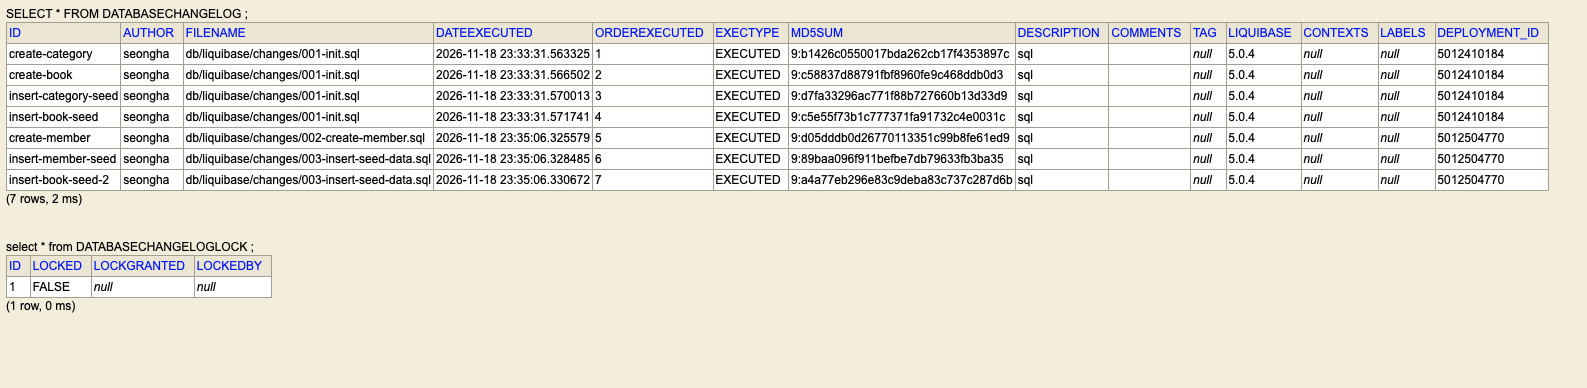 SELECT * FROM DATABASECHANGELOG ;
ID AUTHOR FILENAME DATEEXECUTED ORDEREXECUTED EXECTYPE MD5SUM DESCRIPTION COMMENTS TAG LIQUIBASE CONTEXTS LABELS DEPLOYMENT_ID
create-category seongha db/liquibase/changes/001-init.sql 2026-11-18 23:33:31.563325 1 EXECUTED 9:b1426c0550017bda262cb17f4353897c sql null 5.0.4 null null 5012410184
create-book seongha db/liquibase/changes/001-init.sql 2026-11-18 23:33:31.566502 2 EXECUTED 9:c58837d88791fbf8960fe9c468ddb0d3 sql null 5.0.4 null null 5012410184
insert-category-seed seongha db/liquibase/changes/001-init.sql 2026-11-18 23:33:31.570013 3 EXECUTED 9:d7fa33296ac771f88b727660b13d33d9 sql null 5.0.4 null null 5012410184
insert-book-seed seongha db/liquibase/changes/001-init.sql 2026-11-18 23:33:31.571741 4 EXECUTED 9:c5e55f73b1c777371fa91732c4e0031c sql null 5.0.4 null null 5012410184
create-member seongha db/liquibase/changes/002-create-member.sql 2026-11-18 23:35:06.325579 5 EXECUTED 9:d05dddb0d26770113351c99b8fe61ed9 sql null 5.0.4 null null 5012504770
insert-member-seed seongha db/liquibase/changes/003-insert-seed-data.sql 2026-11-18 23:35:06.328485 6 EXECUTED 9:89baa096f911befbe7db79633fb3ba35 sql null 5.0.4 null null 5012504770
insert-book-seed-2 seongha db/liquibase/changes/003-insert-seed-data.sql 2026-11-18 23:35:06.330672 7 EXECUTED 9:a4a77eb296e83c9deba83c737c287d6b sql null 5.0.4 null null 5012504770
(7 rows, 2 ms)
select * from DATABASECHANGELOGLOCK ;
ID LOCKED LOCKGRANTED LOCKEDBY
1 FALSE null null
(1 row, 0 ms)